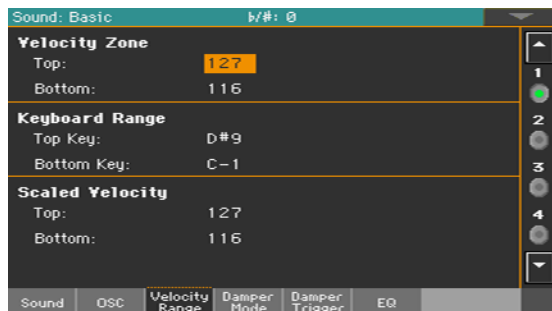 Sound: Basic b/#: 0
Velocity Zone
Top: 127
Bottom: 116
Keyboard Range
Top Key: D#9
Bottom Key: C-1
Scaled Velocity
Top: 127
Bottom: 116
1
2
3
4
Sound OSC Velocity Range Damper Mode Damper Trigger EQ